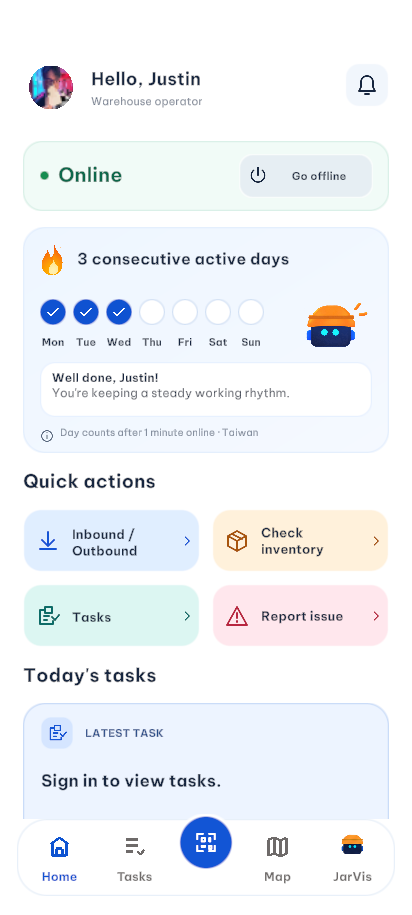 Hello, Justin
Warehouse operator
Online
Go offline
3 consecutive active days
Mon Tue Wed Thu Fri Sat Sun
Well done, Justin!
You're keeping a steady working rhythm.
Day counts after 1 minute online · Taiwan
Quick actions
Inbound /
Outbound
Check
inventory
Tasks
Report issue
Today's tasks
LATEST TASK
Sign in to view tasks.
Home
Tasks
Map
JarVis